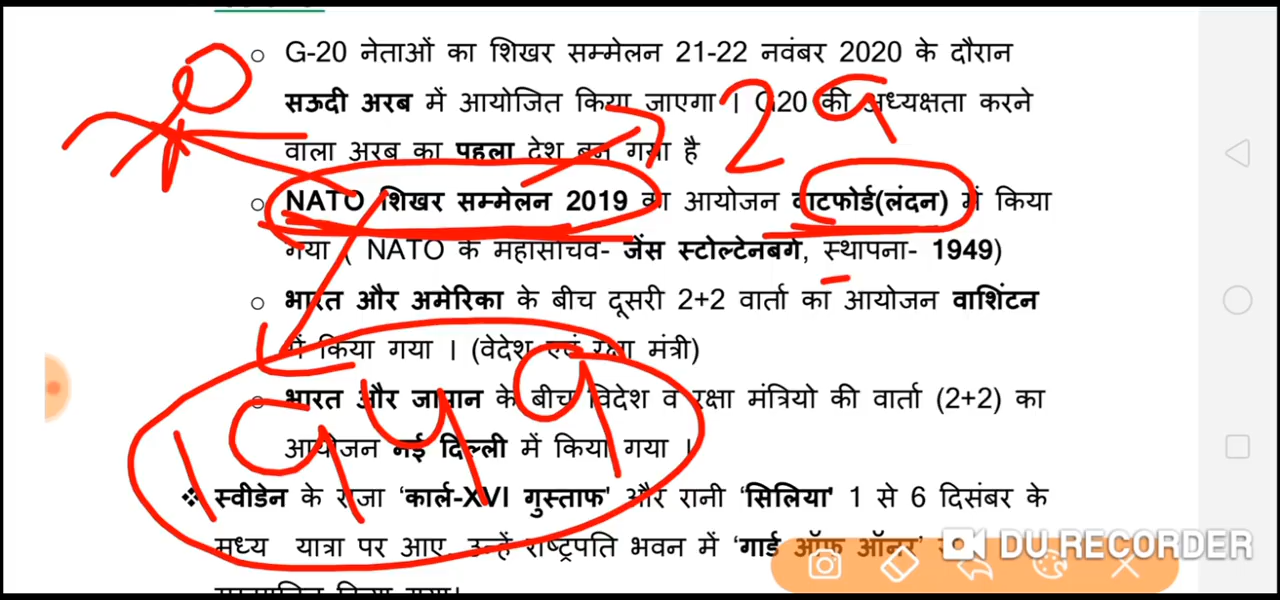 G-20 नेताओं का शिखर सम्मेलन 21-22 नवंबर 2020 के दौरान
सऊदी अरब में आयोजित किया जाएगा । G20 की अध्यक्षता करने
वाला अरब का पहला देश बन गया है
29
NATO शिखर सम्मेलन 2019 का आयोजन वाटफोर्ड(लंदन) में किया
गया ( NATO के महासचिव- जेंस स्टोल्टेनबर्ग, स्थापना- 1949)
भारत और अमेरिका के बीच दूसरी 2+2 वार्ता का आयोजन वाशिंटन
में किया गया । (वेदेश एवं रक्षा मंत्री)
भारत और जापान के बीच विदेश व रक्षा मंत्रियो की वार्ता (2+2) का
आयोजन नई दिल्ली में किया गया ।
1949
स्वीडेन के राजा 'कार्ल-XVI गुस्ताफ' और रानी 'सिलिया' 1 से 6 दिसंबर के
मध्य यात्रा पर आए, उन्हें राष्ट्रपति भवन में 'गार्ड ऑफ ऑनर'
DU RECORDER